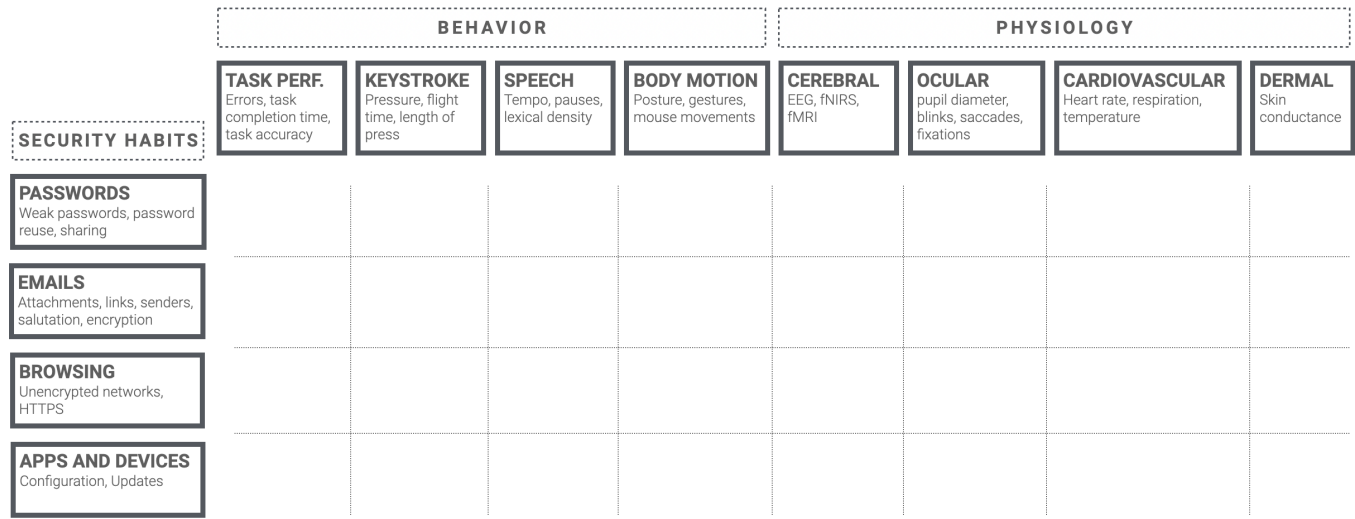 BEHAVIOR
PHYSIOLOGY
TASK PERF.
Errors, task
completion time,
task accuracy
KEYSTROKE
Pressure, flight
time, length of
press
SPEECH
Tempo, pauses,
lexical density
BODY MOTION
Posture, gestures,
mouse movements
CEREBRAL
EEG, fNIRS,
fMRI
OCULAR
pupil diameter,
blinks, saccades,
fixations
CARDIOVASCULAR
Heart rate, respiration,
temperature
DERMAL
Skin
conductance
SECURITY HABITS
PASSWORDS
Weak passwords, password
reuse, sharing
EMAILS
Attachments, links, senders,
salutation, encryption
BROWSING
Unencrypted networks,
HTTPS
APPS AND DEVICES
Configuration, Updates